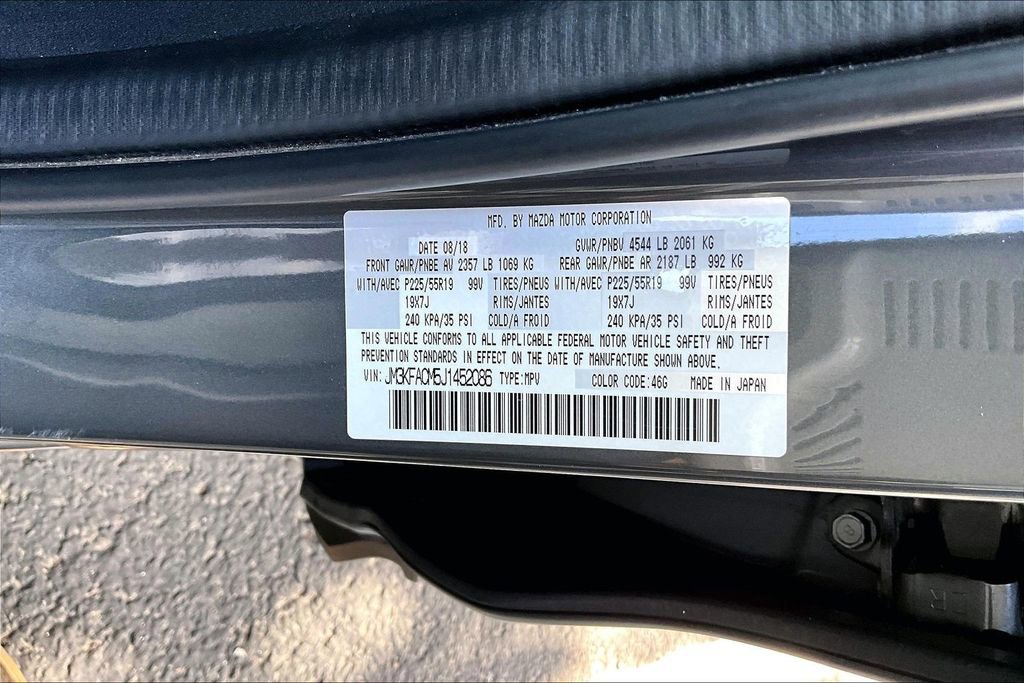 MFD. BY MAZDA MOTOR CORPORATION
DATE 08/18 GVWR/PNBV 4544 LB 2061 KG
FRONT GAWR/PNBE AV 2357 LB 1069 KG REAR GAWR/PNBE AR 2187 LB 992 KG
WITH/AVEC P225/55R19 99V TIRES/PNEUS WITH/AVEC P225/55R19 99V TIRES/PNEUS
19X7J RIMS/JANTES 19X7J RIMS/JANTES
240 KPA/35 PSI COLD/A FROID 240 KPA/35 PSI COLD/A FROID
THIS VEHICLE CONFORMS TO ALL APPLICABLE FEDERAL MOTOR VEHICLE SAFETY AND THEFT
PREVENTION STANDARDS IN EFFECT ON THE DATE OF MANUFACTURE SHOWN ABOVE.
VIN: JM3KFACM5J1452086 TYPE:MPV COLOR CODE:46G MADE IN JAPAN